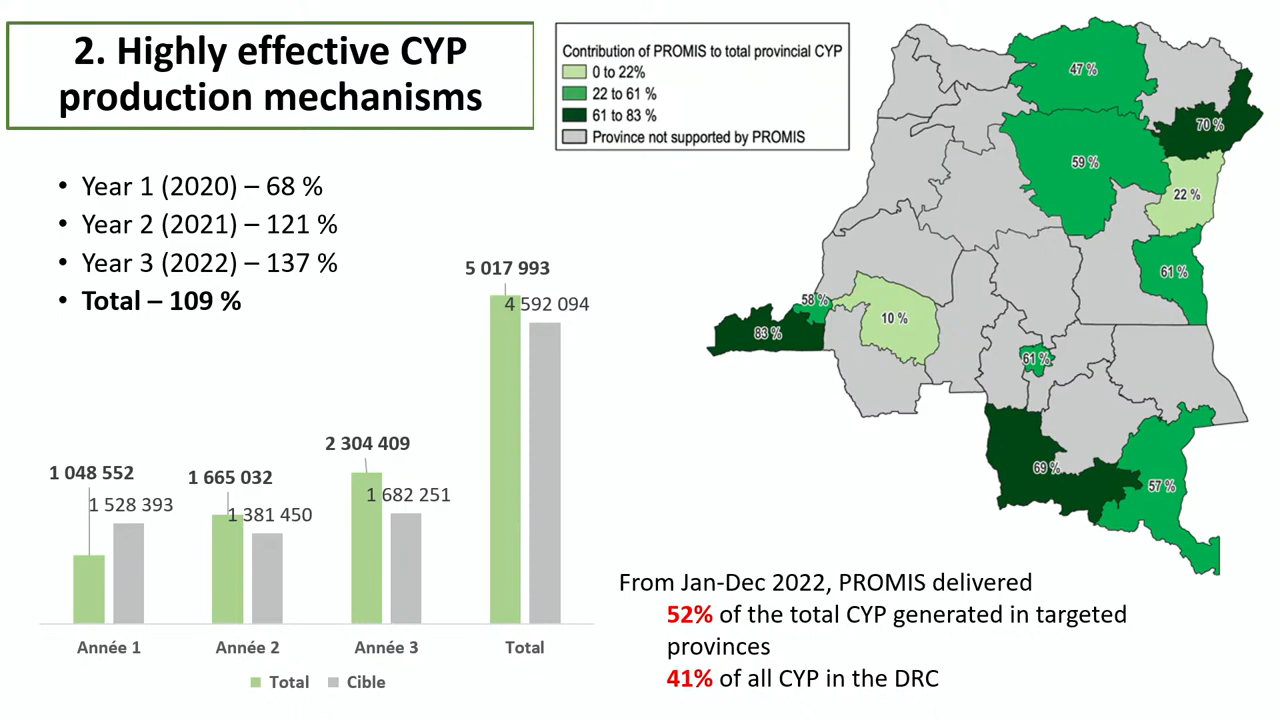 2. Highly effective CYP
production mechanisms
• Year 1 (2020) – 68 %
• Year 2 (2021) – 121 %
• Year 3 (2022) – 137 %
• Total – 109 %
5 017 993
4 592 094
2 304 409
1 682 251
1 048 552
1 528 393
1 665 032
1 381 450
Année 1
Année 2
Année 3
Total
Total
Cible
Contribution of PROMIS to total provincial CYP
0 to 22%
22 to 61 %
61 to 83 %
Province not supported by PROMIS
47 %
70 %
59 %
22 %
61 %
58 %
83 %
10 %
61 %
69 %
57 %
From Jan-Dec 2022, PROMIS delivered
52% of the total CYP generated in targeted
provinces
41% of all CYP in the DRC